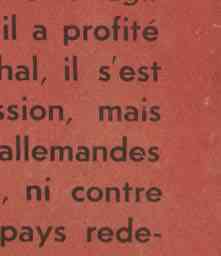 il a profité
hal, il s'est
ssion, mais
allemandes
, ni contre
pays rede-